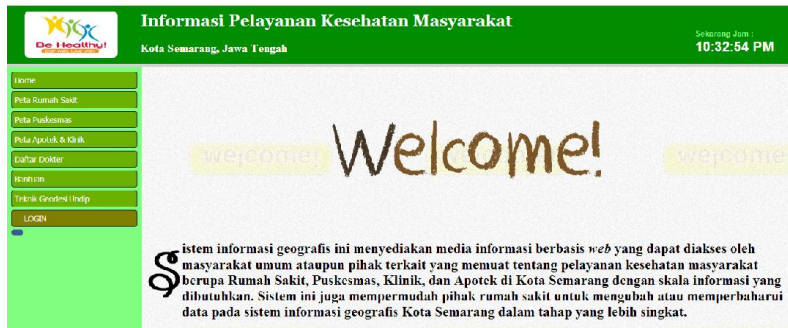 Informasi Pelayanan Kesehatan Masyarakat
Kota Semarang, Jawa Tengah
Be Healthy!
Sekarang Jam :
10:32:54 PM
Home
Peta Rumah Sakit
Peta Puskesmas
Peta Apotek & Klinik
Daftar Dokter
Bantuan
Teknik Geodesi Undip
LOGIN
Welcome!
welcome!
welcome
Sistem informasi geografis ini menyediakan media informasi berbasis web yang dapat diakses oleh
masyarakat umum ataupun pihak terkait yang memuat tentang pelayanan kesehatan masyarakat
berupa Rumah Sakit, Puskesmas, Klinik, dan Apotek di Kota Semarang dengan skala informasi yang
dibutuhkan. Sistem ini juga mempermudah pihak rumah sakit untuk mengubah atau memperbaharui
data pada sistem informasi geografis Kota Semarang dalam tahap yang lebih singkat.